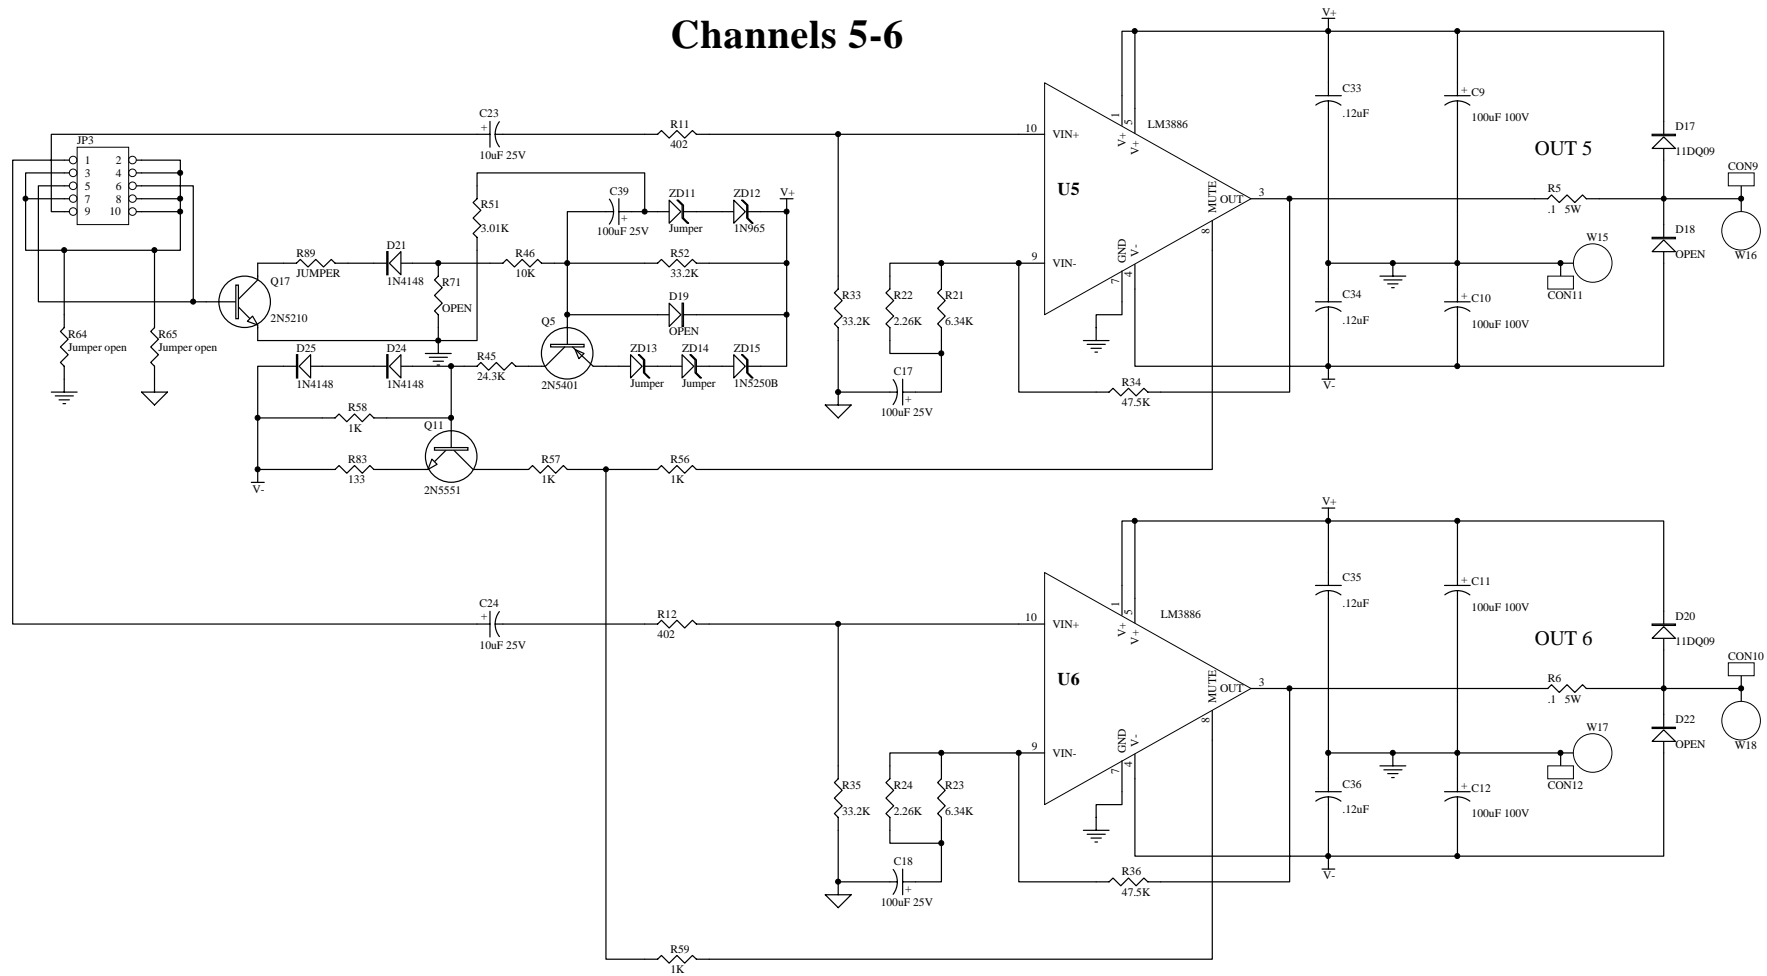 Channels 5-6
JP3
1 2
3 4
5 6
7 8
9 10
C23
+
10uF 25V
R11
402
R51
3.01K
C39
+
100uF 25V
ZD11
Jumper
ZD12
1N965
V+
R89
JUMPER
D21
1N4148
R71
OPEN
R46
10K
R52
33.2K
D19
OPEN
Q17
2N5210
Q5
2N5401
R64
Jumper open
R65
Jumper open
D25
1N4148
D24
1N4148
R45
24.3K
ZD13
Jumper
ZD14
Jumper
ZD15
1N5250B
R58
1K
Q11
2N5551
R83
133
V-
R57
1K
R56
1K
R33
33.2K
R22
2.26K
R21
6.34K
C17
+
100uF 25V
R34
47.5K
10
VIN+
9
VIN-
U5
LM3886
1
V+
5
V+
MUTE
8
OUT
3
GND
7
V-
4
V+
C33
.12uF
+
C9
100uF 100V
C34
.12uF
+
C10
100uF 100V
V-
OUT 5
R5
.1 5W
D17
11DQ09
D18
OPEN
CON9
W16
W15
CON11
C24
+
10uF 25V
R12
402
R35
33.2K
R24
2.26K
R23
6.34K
C18
+
100uF 25V
R36
47.5K
10
VIN+
9
VIN-
U6
LM3886
1
V+
5
V+
MUTE
8
OUT
3
GND
7
V-
4
V+
C35
.12uF
+
C11
100uF 100V
C36
.12uF
+
C12
100uF 100V
V-
OUT 6
R6
.1 5W
D20
11DQ09
D22
OPEN
CON10
W18
W17
CON12
R59
1K